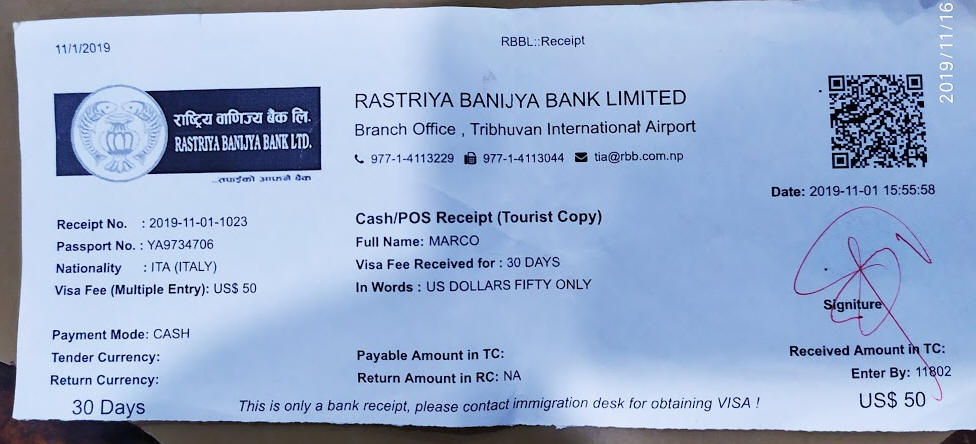 11/1/2019
RBBL::Receipt
2019/11/16
राष्ट्रिय वाणिज्य बैंक लि.
RASTRIYA BANIJYA BANK LTD.
...तपाईंको आफ्नै बैंक
RASTRIYA BANIJYA BANK LIMITED
Branch Office , Tribhuvan International Airport
977-1-4113229 977-1-4113044 tia@rbb.com.np
Date: 2019-11-01 15:55:58
Receipt No. : 2019-11-01-1023
Passport No. : YA9734706
Nationality : ITA (ITALY)
Visa Fee (Multiple Entry): US$ 50
Cash/POS Receipt (Tourist Copy)
Full Name: MARCO
Visa Fee Received for : 30 DAYS
In Words : US DOLLARS FIFTY ONLY
Signiture
Payment Mode: CASH
Tender Currency:
Return Currency:
Payable Amount in TC:
Return Amount in RC: NA
Received Amount in TC:
Enter By: 11802
30 Days
This is only a bank receipt, please contact immigration desk for obtaining VISA !
US$ 50